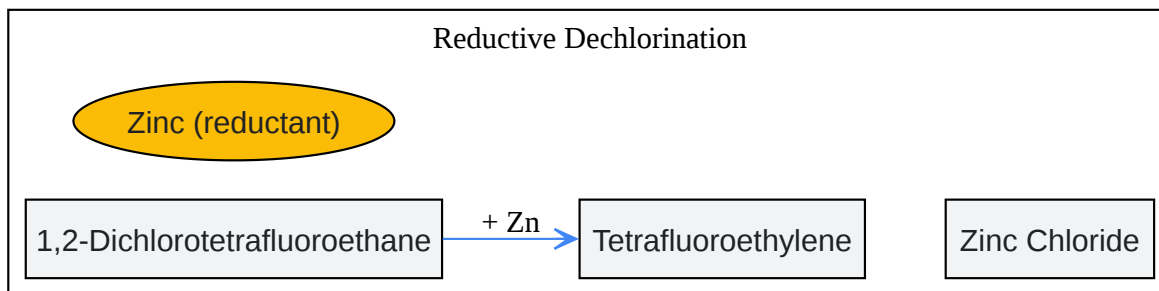 Reductive Dechlorination
Zinc (reductant)
1,2-Dichlorotetrafluoroethane
+ Zn
Tetrafluoroethylene
Zinc Chloride